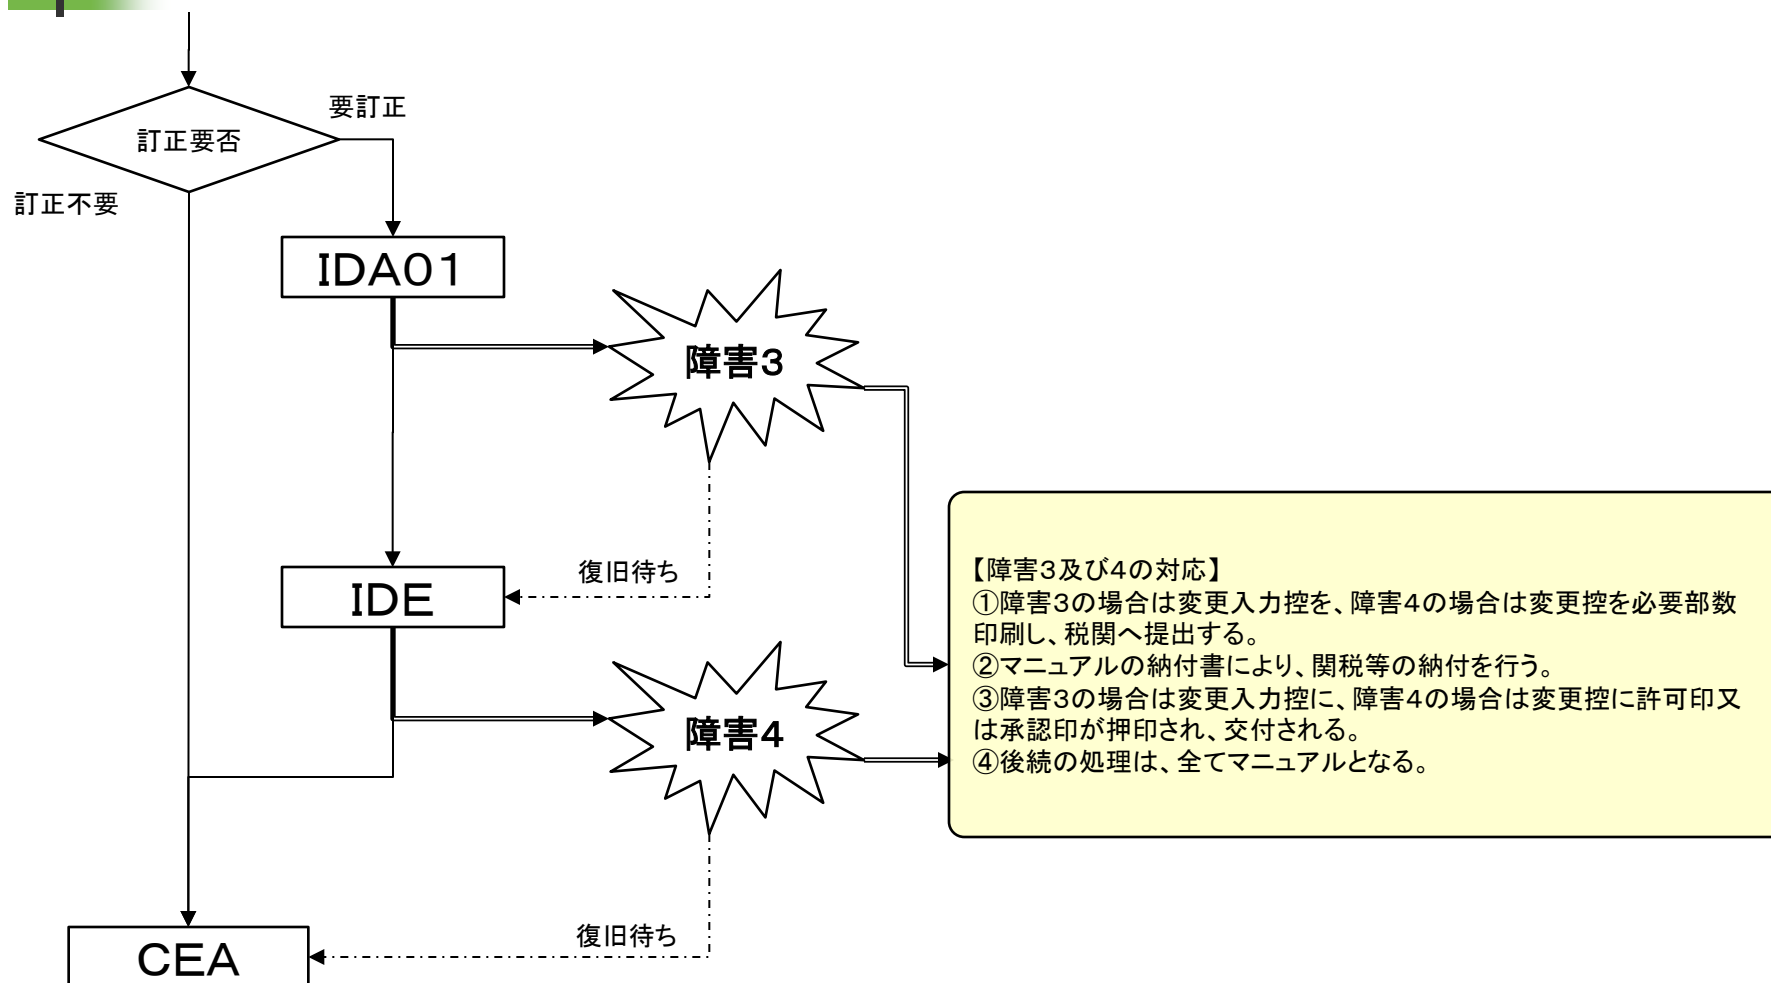 要訂正
訂正要否
訂正不要
IDA01
障害3
復旧待ち
IDE
障害4
【障害3及び4の対応】
①障害3の場合は変更入力控を、障害4の場合は変更控を必要部数
印刷し、税関へ提出する。
②マニュアルの納付書により、関税等の納付を行う。
③障害3の場合は変更入力控に、障害4の場合は変更控に許可印又
は承認印が押印され、交付される。
④後続の処理は、全てマニュアルとなる。
復旧待ち
CEA